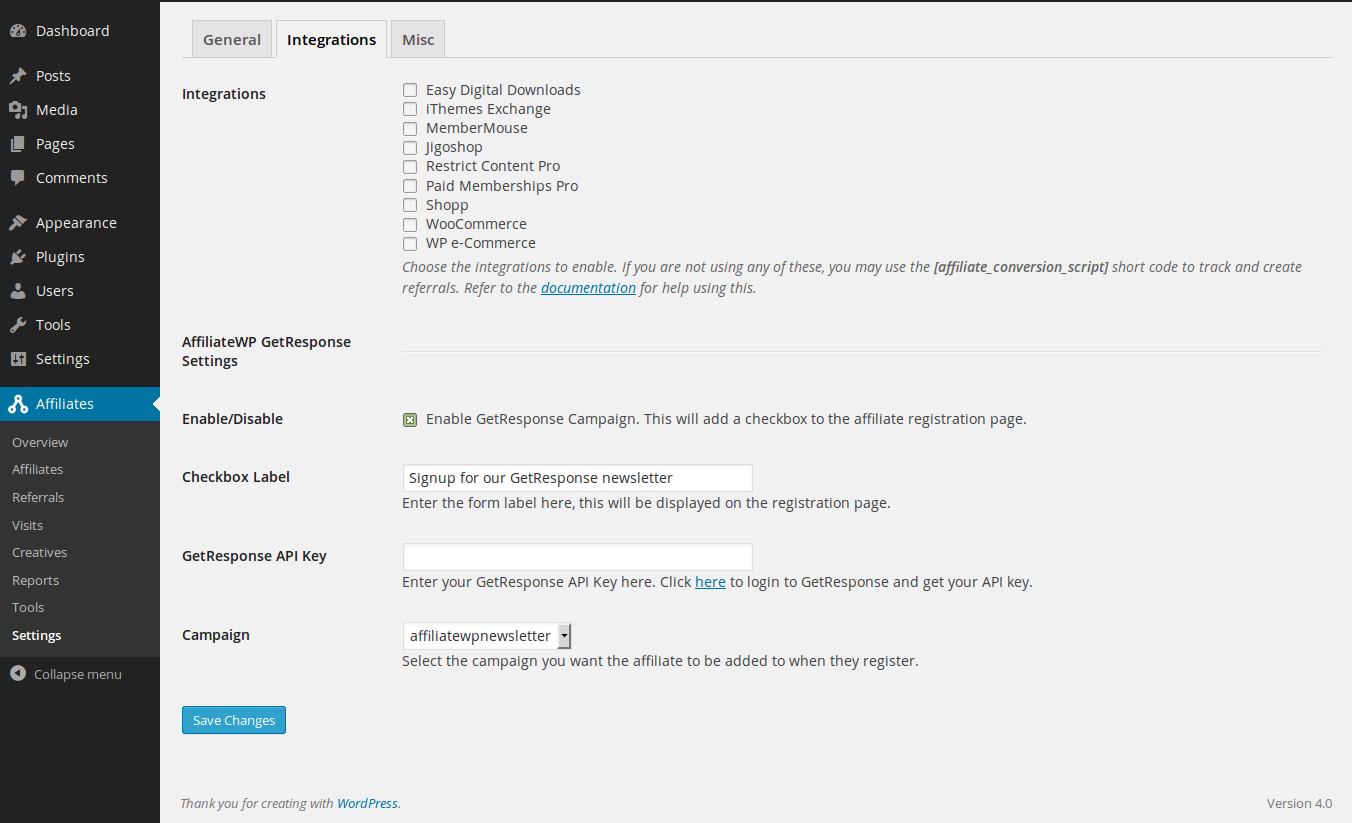 Dashboard
Posts
Media
Pages
Comments
Appearance
Plugins
Users
Tools
Settings
Affiliates
Overview
Affiliates
Referrals
Visits
Creatives
Reports
Tools
Settings
Collapse menu
General
Integrations
Misc
Integrations
Easy Digital Downloads
iThemes Exchange
MemberMouse
Jigoshop
Restrict Content Pro
Paid Memberships Pro
Shopp
WooCommerce
WP e-Commerce
Choose the integrations to enable. If you are not using any of these, you may use the [affiliate_conversion_script] short code to track and create
referrals. Refer to the documentation for help using this.
AffiliateWP GetResponse
Settings
Enable/Disable
Enable GetResponse Campaign. This will add a checkbox to the affiliate registration page.
Checkbox Label
Signup for our GetResponse newsletter
Enter the form label here, this will be displayed on the registration page.
GetResponse API Key
Enter your GetResponse API Key here. Click here to login to GetResponse and get your API key.
Campaign
affiliatewpnewsletter
Select the campaign you want the affiliate to be added to when they register.
Save Changes
Thank you for creating with WordPress.
Version 4.0